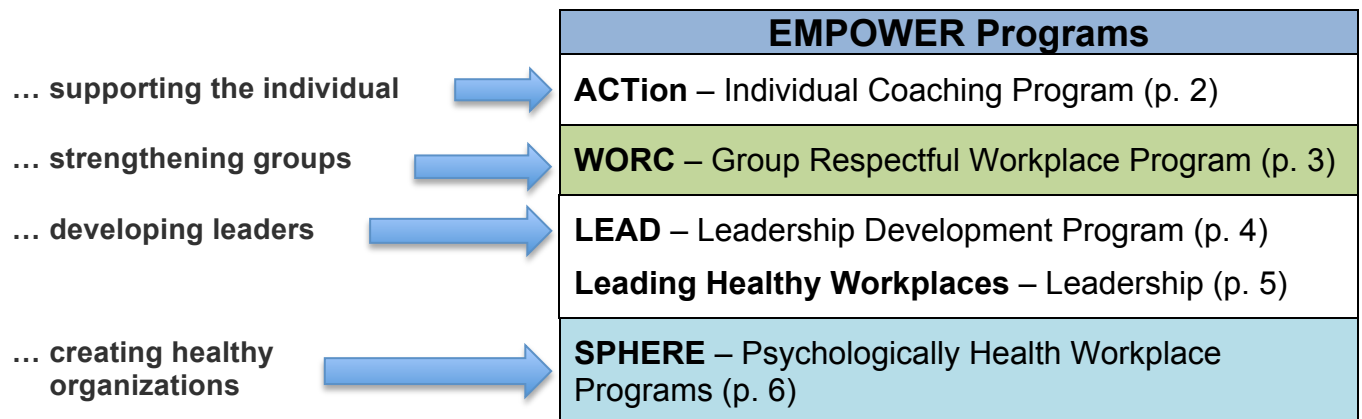 EMPOWER Programs
… supporting the individual
ACTion – Individual Coaching Program (p. 2)
… strengthening groups
WORC – Group Respectful Workplace Program (p. 3)
… developing leaders
LEAD – Leadership Development Program (p. 4)
Leading Healthy Workplaces – Leadership (p. 5)
… creating healthy
organizations
SPHERE – Psychologically Health Workplace
Programs (p. 6)